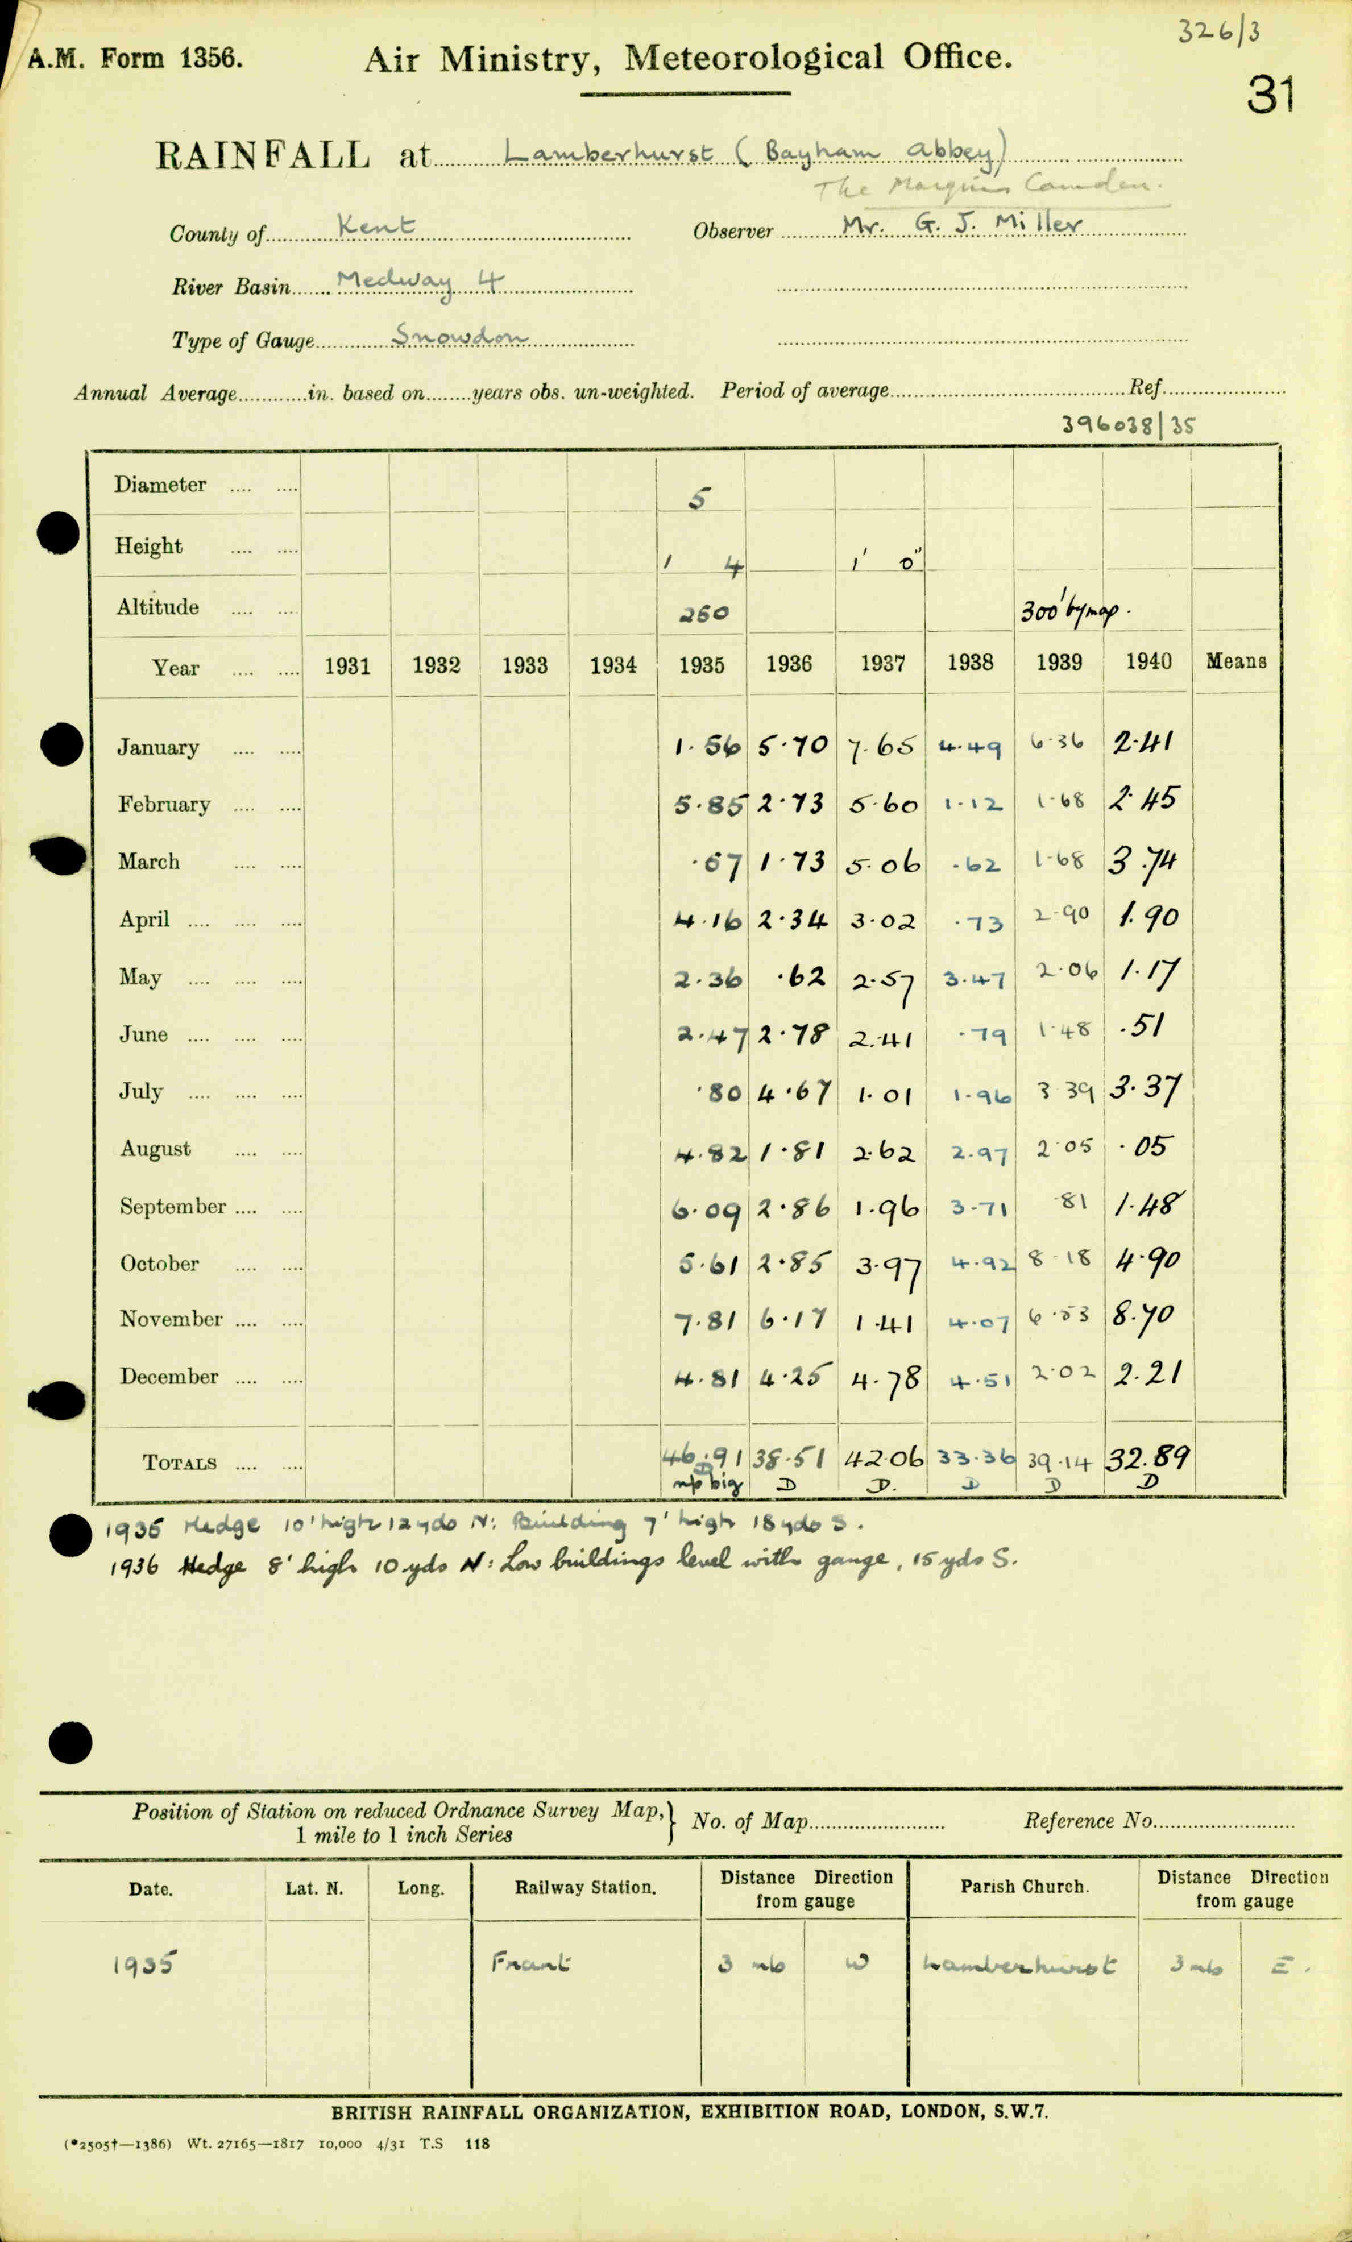 326/3
A.M. Form 1356. Air Ministry, Meteorological Office.
31
RAINFALL at Lamberhurst (Bayham Abbey)
The Marquis Camden.
County of Kent Observer Mr. G. J. Miller
River Basin Medway 4
Type of Gauge Snowdon
Annual Average in. based on years obs. un-weighted. Period of average Ref.
396038/35
Diameter 5
Height 1 4 1' 0"
Altitude 250 300' by map.
Year 1931 1932 1933 1934 1935 1936 1937 1938 1939 1940 Means
January 1.56 5.70 7.65 4.49 6.36 2.41
February 5.85 2.73 5.60 1.12 1.68 2.45
March .57 1.73 5.06 .62 1.68 3.74
April 4.16 2.34 3.02 .73 2.90 1.90
May 2.36 .62 2.57 3.47 2.06 1.17
June 2.47 2.78 2.41 .79 1.48 .51
July .80 4.67 1.01 1.96 3.39 3.37
August 4.82 1.81 2.62 2.97 2.05 .05
September 6.09 2.86 1.96 3.71 .81 1.48
October 5.61 2.85 3.97 4.92 8.18 4.90
November 7.81 6.17 1.41 4.07 6.53 8.70
December 4.81 4.25 4.78 4.51 2.02 2.21
TOTALS 46.91 38.51 42.06 33.36 39.14 32.89
D big D D. D D D
1935 Hedge 10' high 12 yds N: Building 7' high 18 yds S.
1936 Hedge 8' high 10 yds N: Low buildings level with gauge, 15 yds S.
Position of Station on reduced Ordnance Survey Map, } No. of Map Reference No.
1 mile to 1 inch Series
Date. Lat. N. Long. Railway Station. Distance Direction from gauge Parish Church. Distance Direction from gauge
1935 Frant 3 mls W Lamberhurst 3 mls E.
BRITISH RAINFALL ORGANIZATION, EXHIBITION ROAD, LONDON, S.W.7.
(*2505†—1386) Wt. 27165—1817 10,000 4/31 T.S 118